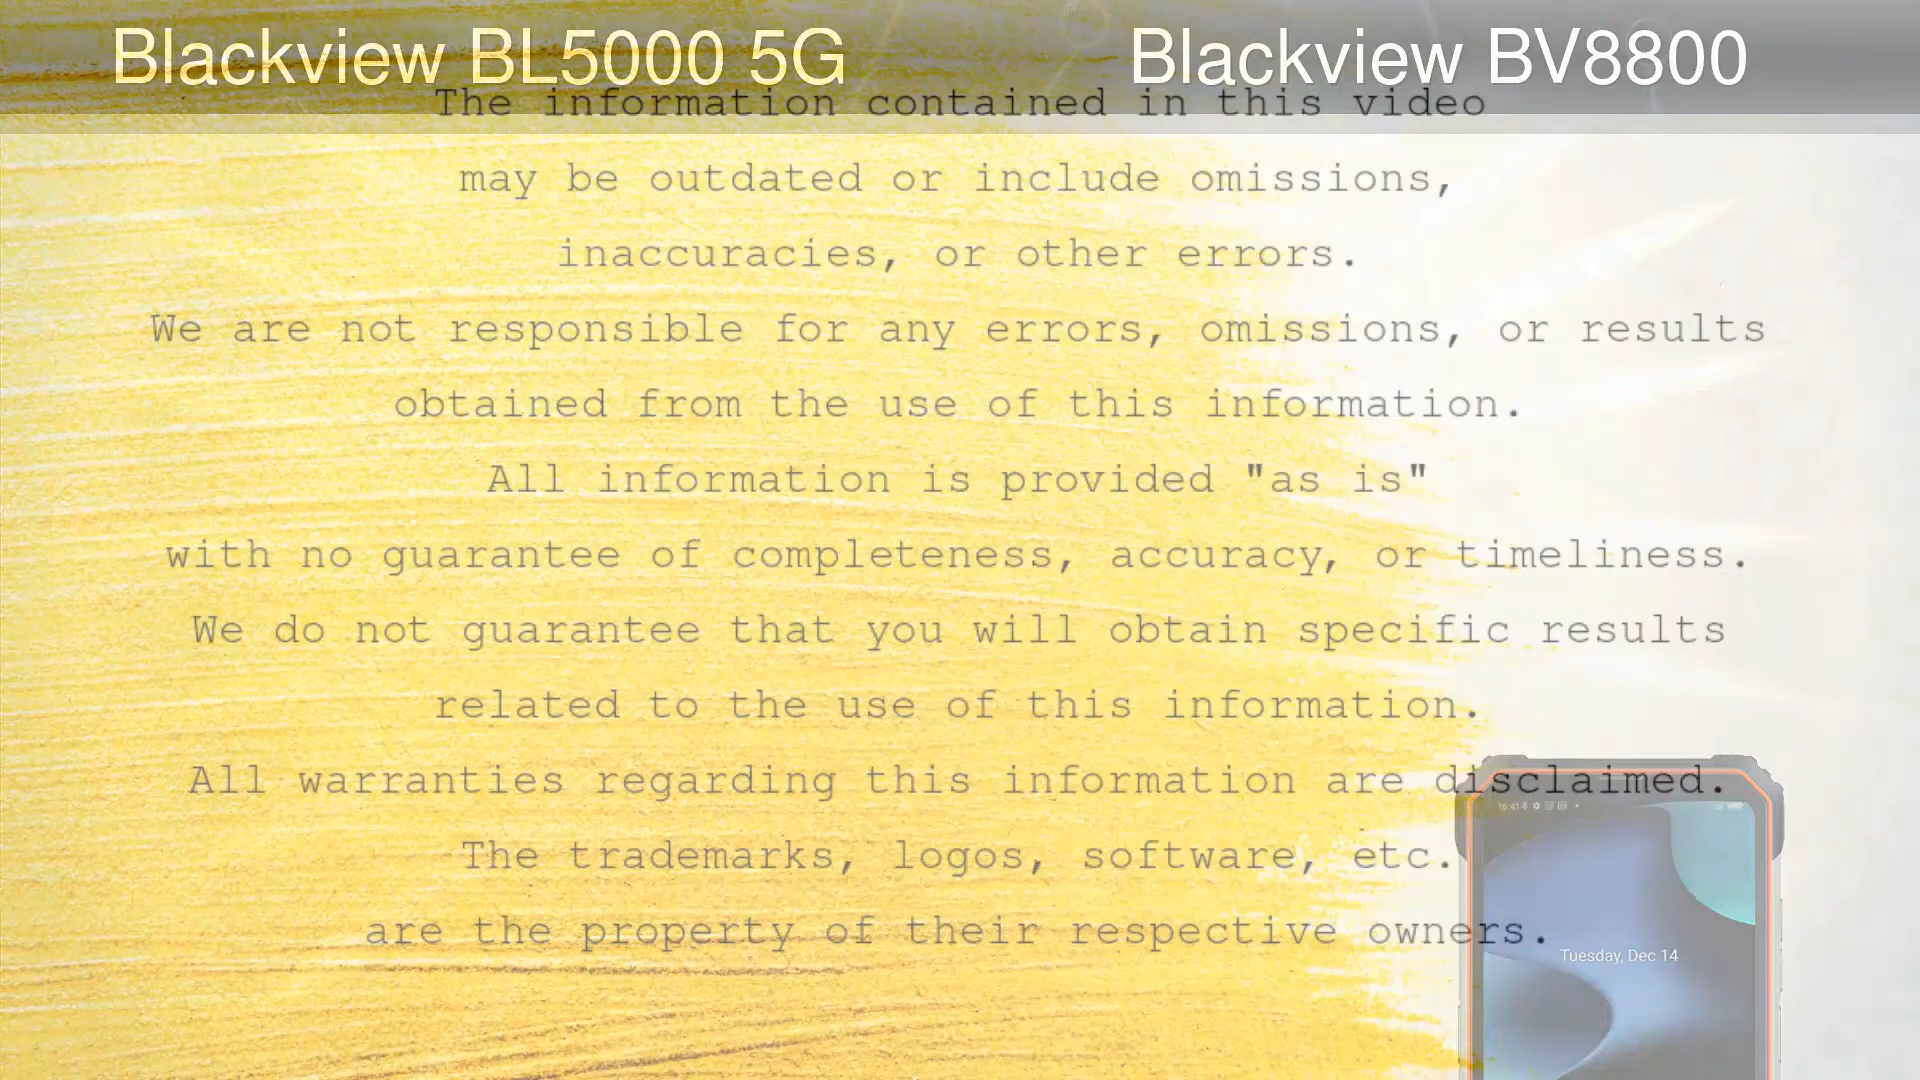 Blackview BL5000 5G
Blackview BV8800
The information contained in this video
may be outdated or include omissions,
inaccuracies, or other errors.
We are not responsible for any errors, omissions, or results
obtained from the use of this information.
All information is provided "as is"
with no guarantee of completeness, accuracy, or timeliness.
We do not guarantee that you will obtain specific results
related to the use of this information.
All warranties regarding this information are disclaimed.
The trademarks, logos, software, etc.
are the property of their respective owners.
16:41
Tuesday, Dec 14